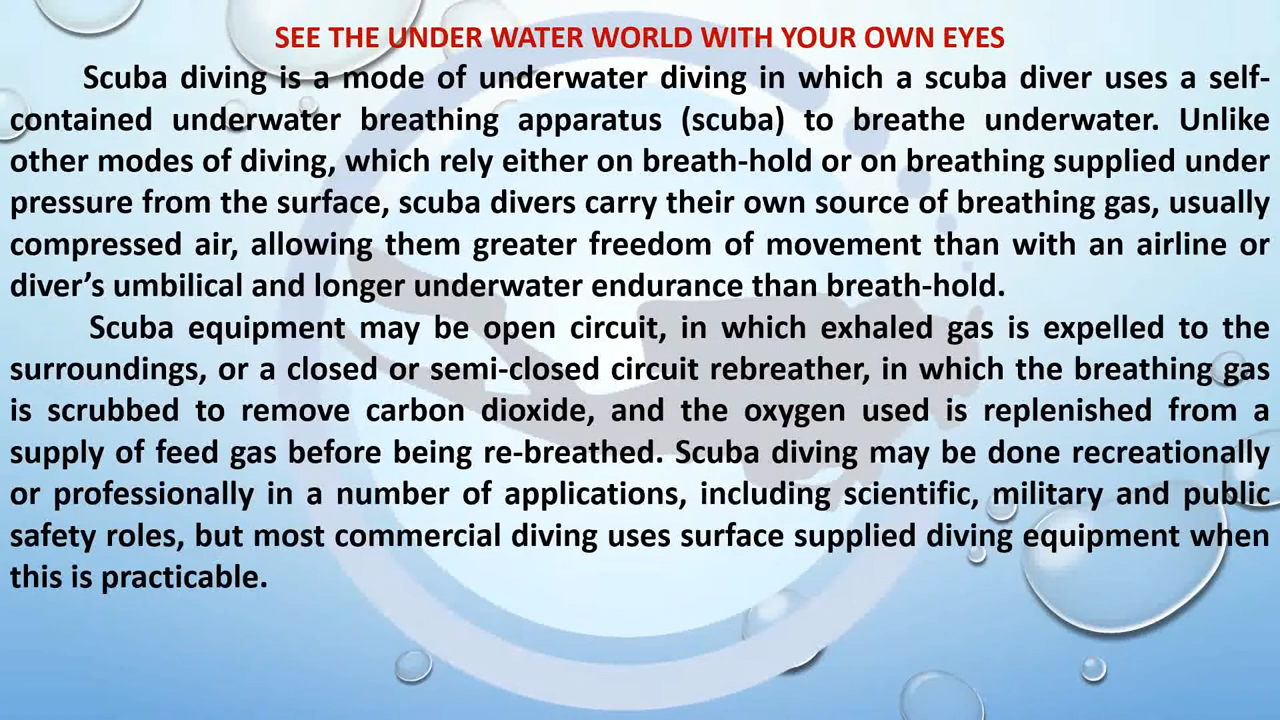 SEE THE UNDER WATER WORLD WITH YOUR OWN EYES
Scuba diving is a mode of underwater diving in which a scuba diver uses a self-
contained underwater breathing apparatus (scuba) to breathe underwater. Unlike
other modes of diving, which rely either on breath-hold or on breathing supplied under
pressure from the surface, scuba divers carry their own source of breathing gas, usually
compressed air, allowing them greater freedom of movement than with an airline or
diver’s umbilical and longer underwater endurance than breath-hold.
Scuba equipment may be open circuit, in which exhaled gas is expelled to the
surroundings, or a closed or semi-closed circuit rebreather, in which the breathing gas
is scrubbed to remove carbon dioxide, and the oxygen used is replenished from a
supply of feed gas before being re-breathed. Scuba diving may be done recreationally
or professionally in a number of applications, including scientific, military and public
safety roles, but most commercial diving uses surface supplied diving equipment when
this is practicable.